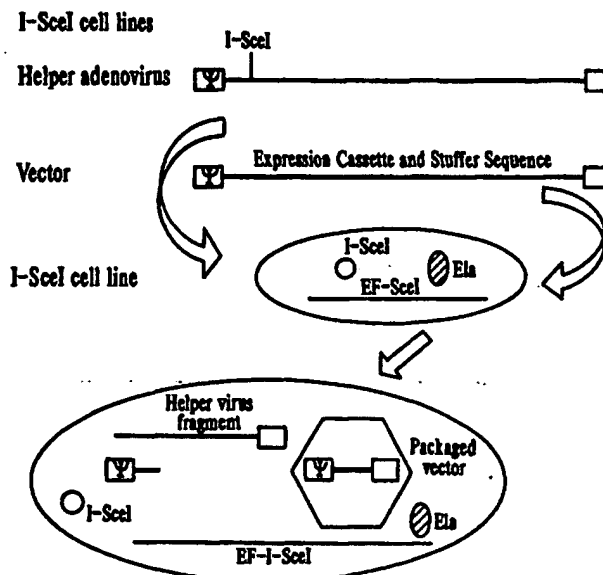 I-SceI cell lines
I-SceI
Helper adenovirus
Ψ
Vector
Ψ
Expression Cassette and Stuffer Sequence
I-SceI cell line
I-SceI
Ela
EF-SceI
Helper virus
fragment
Ψ
Ψ
Packaged
vector
I-SceI
Ela
EF-I-SceI